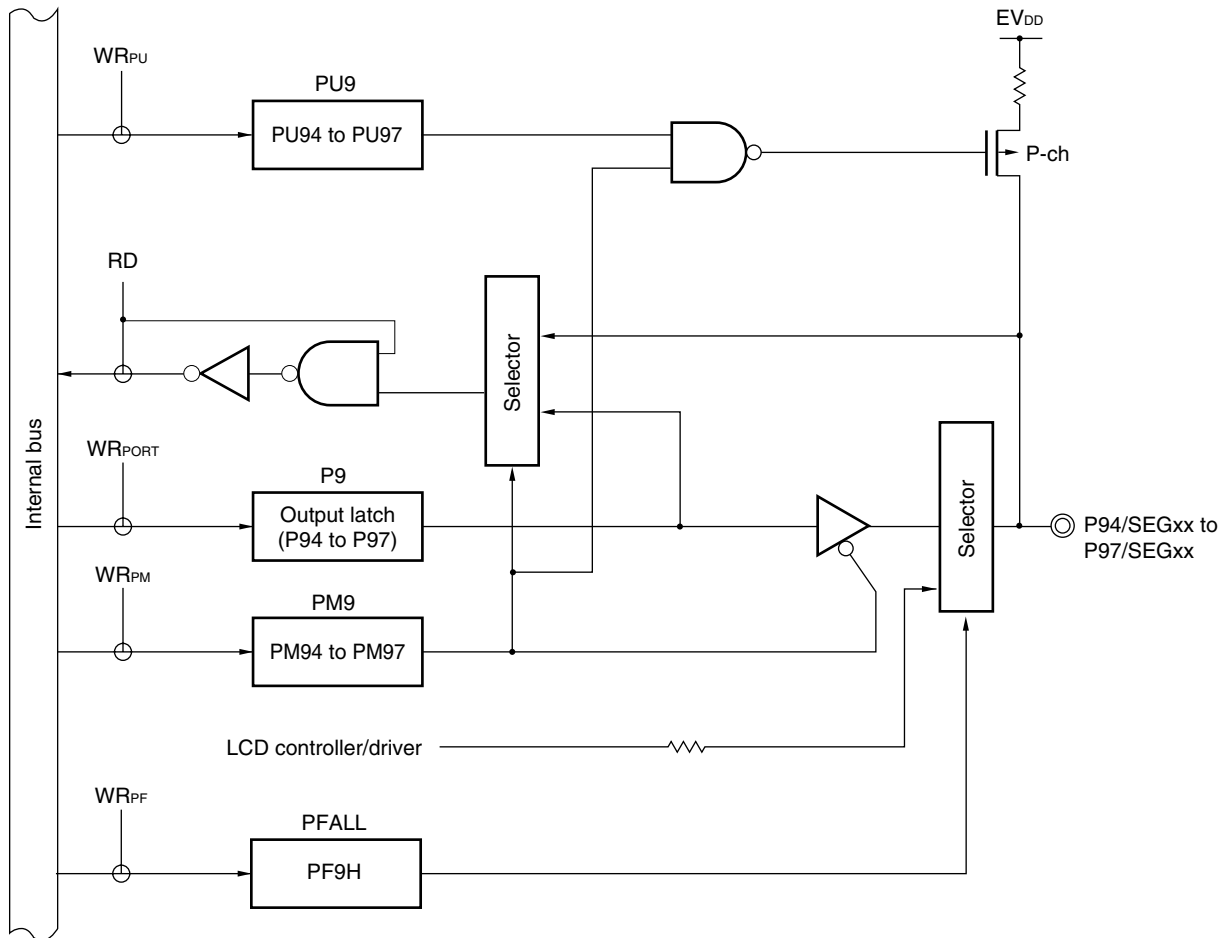 EVDD
WRPU
PU9
PU94 to PU97
P-ch
RD
Selector
Internal bus
WRPORT
P9
Output latch
(P94 to P97)
Selector
P94/SEGxx to
P97/SEGxx
WRPM
PM9
PM94 to PM97
LCD controller/driver
WRPF
PFALL
PF9H